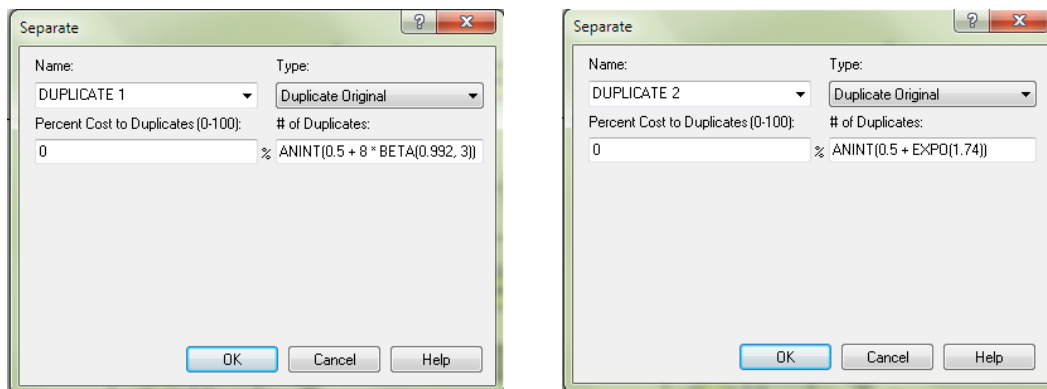 Separate
Name: Type:
DUPLICATE 1 Duplicate Original
Percent Cost to Duplicates (0-100): # of Duplicates:
0 % ANINT(0.5 + 8 * BETA(0.992, 3))
OK Cancel Help
Separate
Name: Type:
DUPLICATE 2 Duplicate Original
Percent Cost to Duplicates (0-100): # of Duplicates:
0 % ANINT(0.5 + EXPO(1.74))
OK Cancel Help